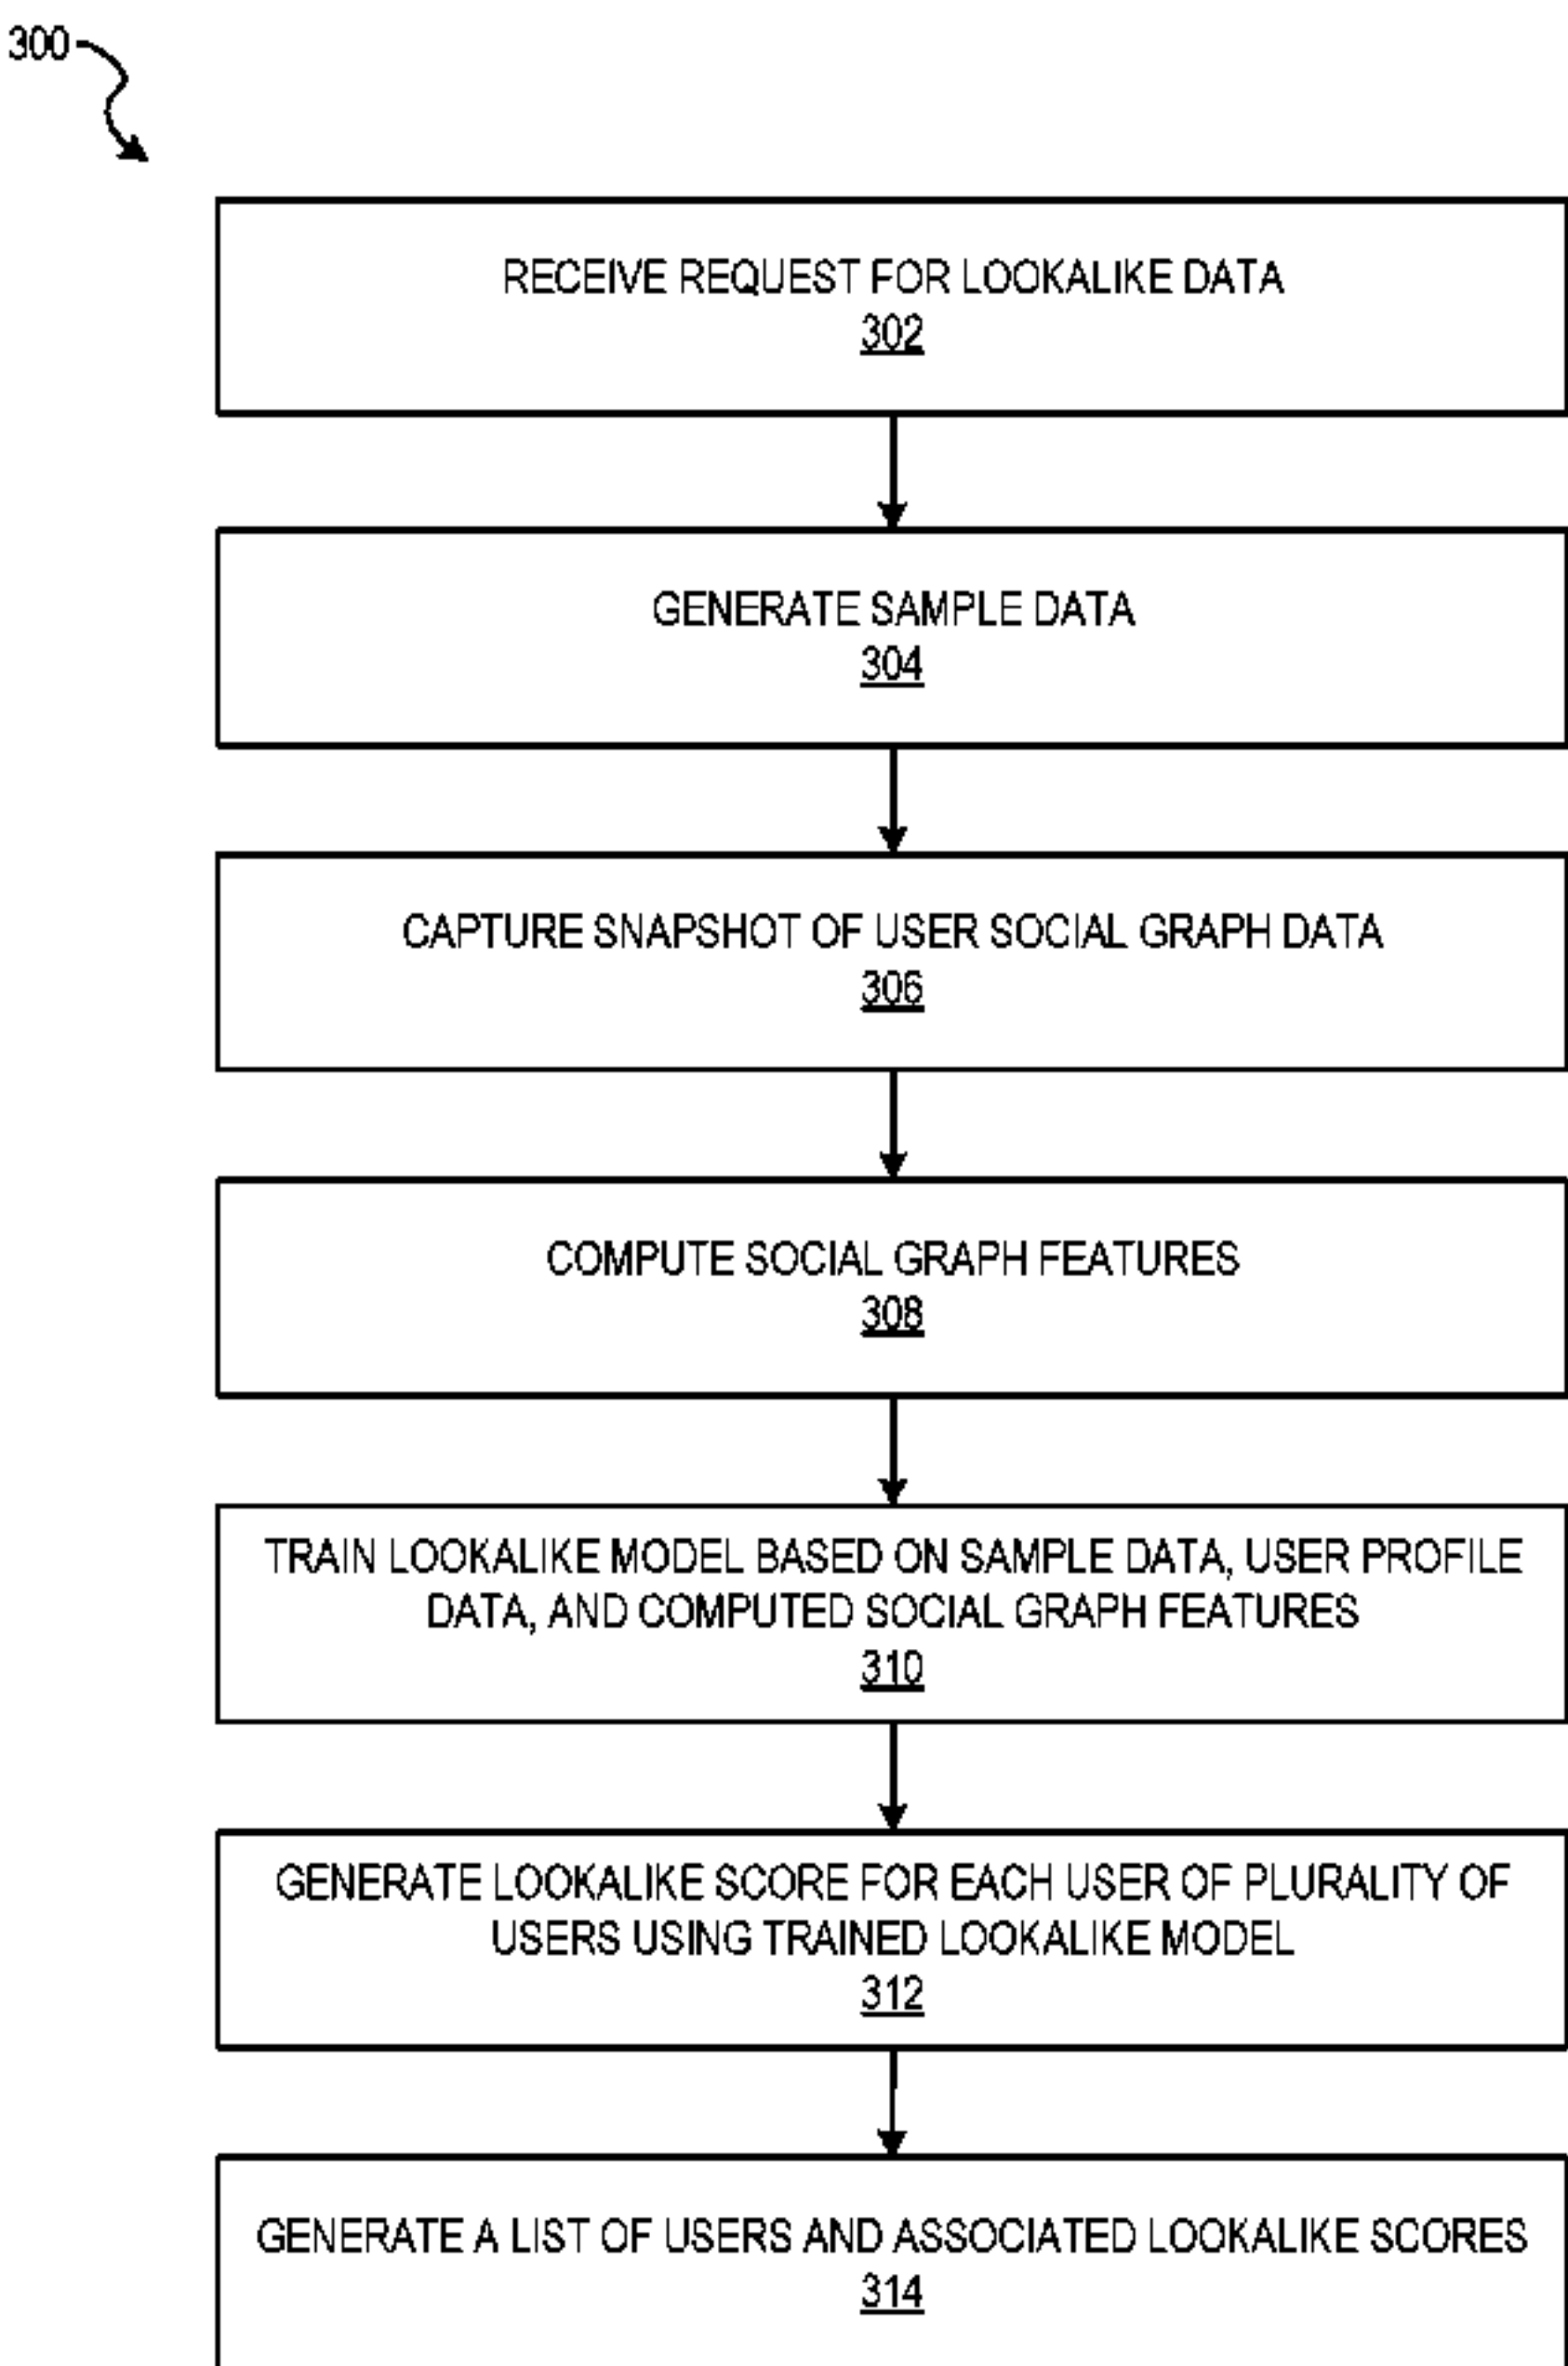 300
RECEIVE REQUEST FOR LOOKALIKE DATA
302
GENERATE SAMPLE DATA
304
CAPTURE SNAPSHOT OF USER SOCIAL GRAPH DATA
306
COMPUTE SOCIAL GRAPH FEATURES
308
TRAIN LOOKALIKE MODEL BASED ON SAMPLE DATA, USER PROFILE
DATA, AND COMPUTED SOCIAL GRAPH FEATURES
310
GENERATE LOOKALIKE SCORE FOR EACH USER OF PLURALITY OF
USERS USING TRAINED LOOKALIKE MODEL
312
GENERATE A LIST OF USERS AND ASSOCIATED LOOKALIKE SCORES
314